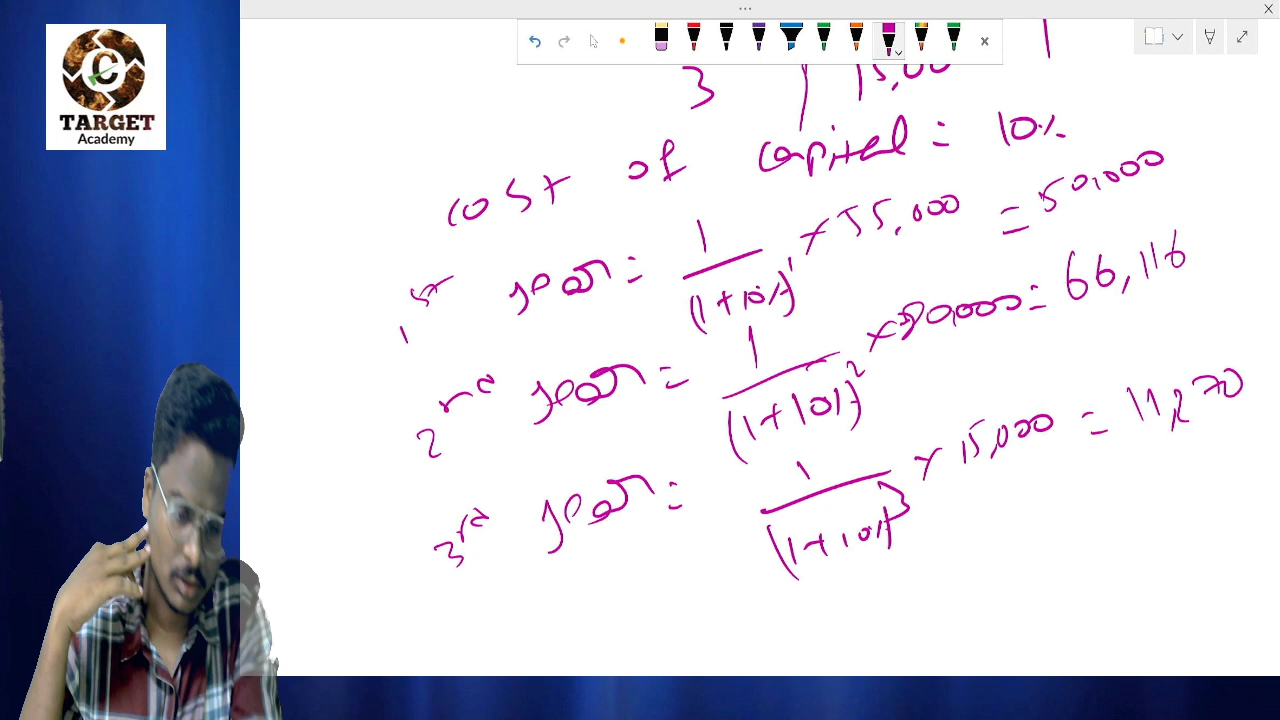 TARGET
Academy
3 | 15,00
cost of capital = 10%
1st year = 1/(1+10%)^1 × 55,000 = 50,000
2nd year = 1/(1+10%)^2 × 80,000 = 66,116
3rd year = 1/(1+10%)^3 × 15,000 = 11,270